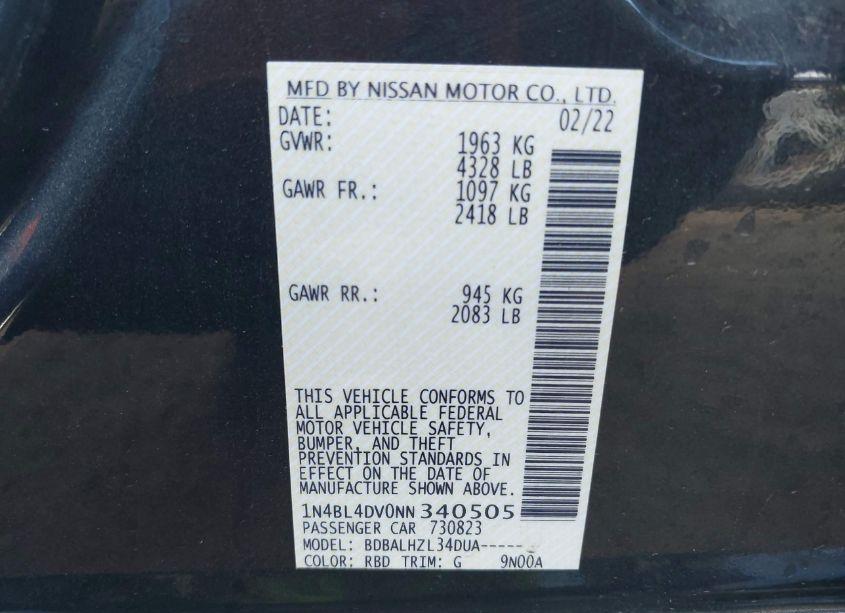 MFD BY NISSAN MOTOR CO., LTD.
DATE: 02/22
GVWR: 1963 KG
4328 LB
GAWR FR.: 1097 KG
2418 LB
GAWR RR.: 945 KG
2083 LB
THIS VEHICLE CONFORMS TO
ALL APPLICABLE FEDERAL
MOTOR VEHICLE SAFETY,
BUMPER, AND THEFT
PREVENTION STANDARDS IN
EFFECT ON THE DATE OF
MANUFACTURE SHOWN ABOVE.
1N4BL4DV0NN340505
PASSENGER CAR 730823
MODEL: BDBALHZL34DUA-----
COLOR: RBD TRIM: G 9N00A